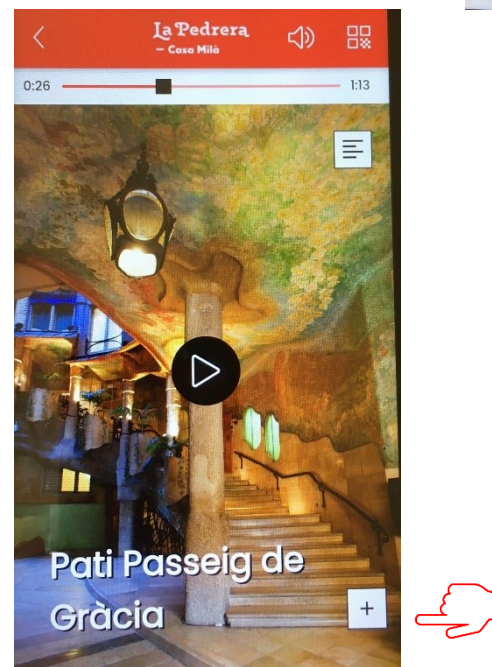 La Pedrera
– Casa Milà
0:26 1:13
Pati Passeig de
Gràcia
+